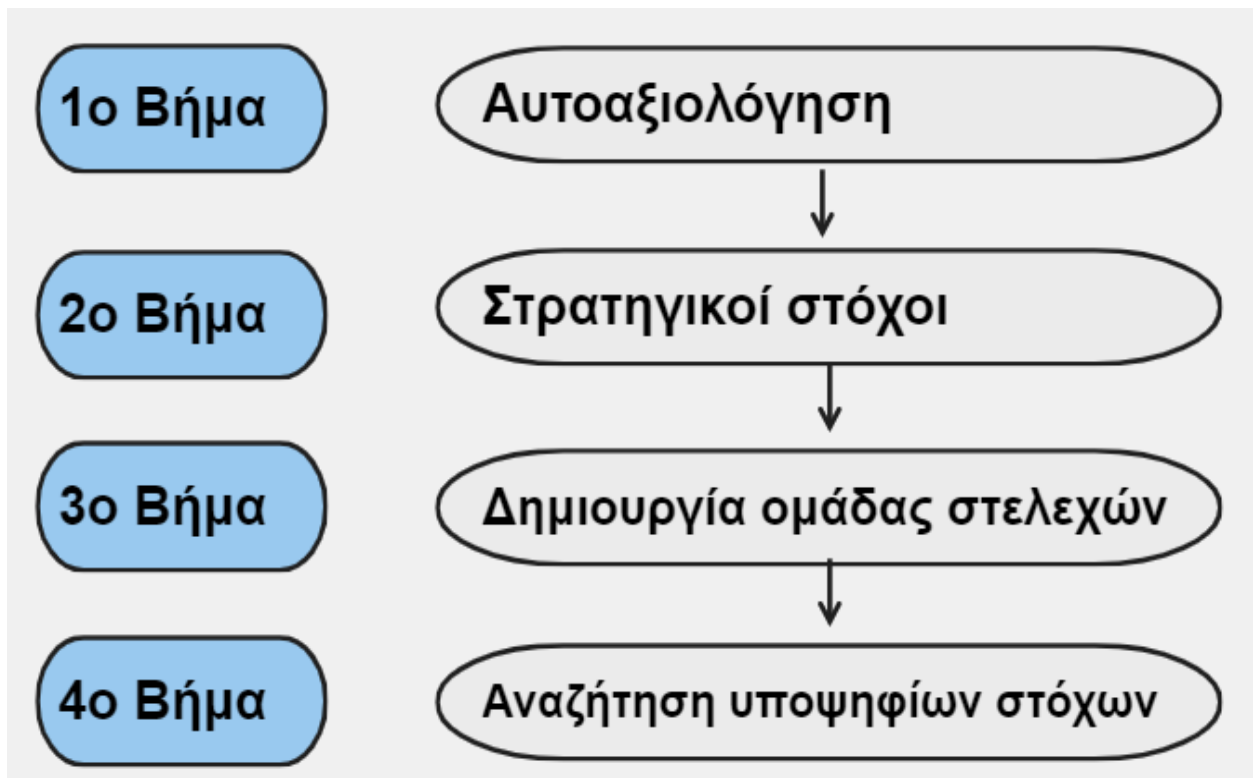 1ο Βήμα
Αυτοαξιολόγηση
2ο Βήμα
Στρατηγικοί στόχοι
3ο Βήμα
Δημιουργία ομάδας στελεχών
4ο Βήμα
Αναζήτηση υποψηφίων στόχων